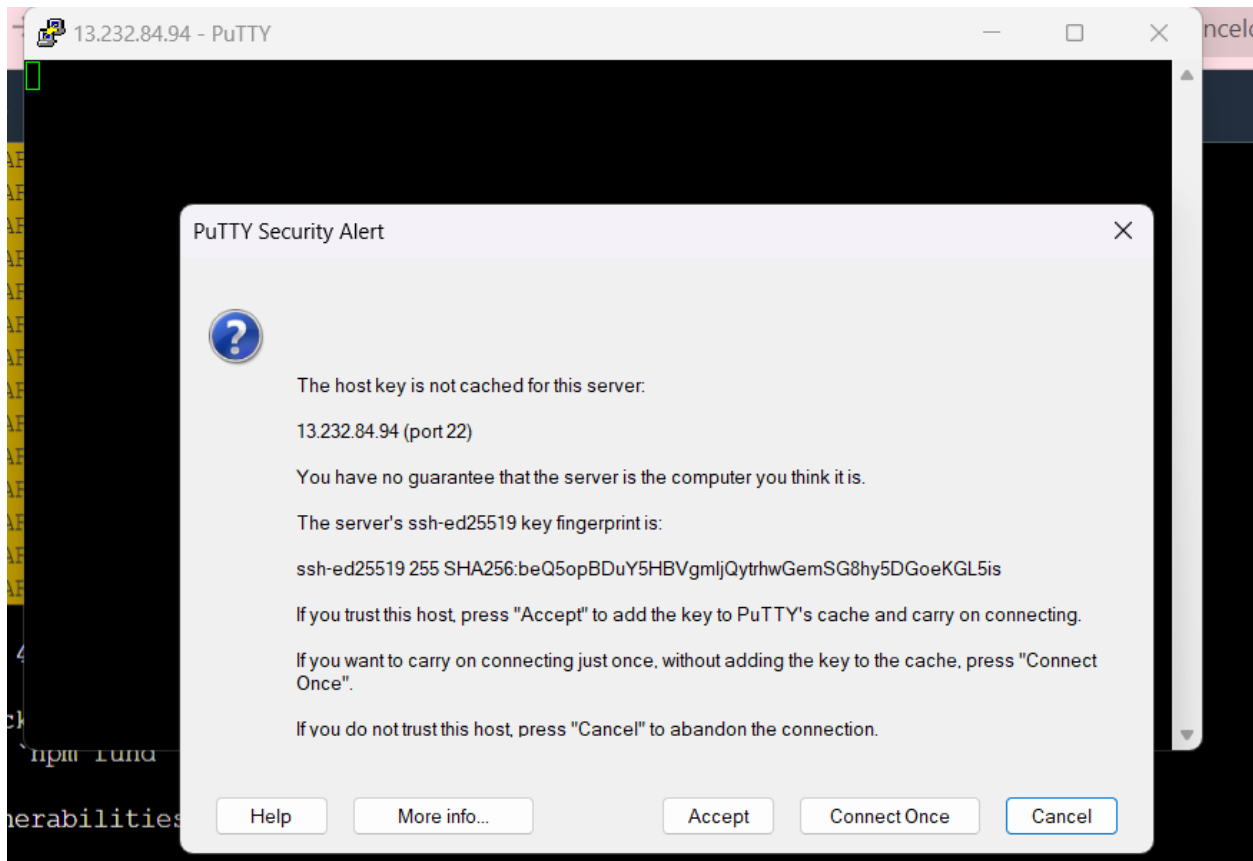 13.232.84.94 - PuTTY
PuTTY Security Alert
The host key is not cached for this server:
13.232.84.94 (port 22)
You have no guarantee that the server is the computer you think it is.
The server's ssh-ed25519 key fingerprint is:
ssh-ed25519 255 SHA256:beQ5opBDuY5HBVgmIjQytrhwGemSG8hy5DGoeKGL5is
If you trust this host, press "Accept" to add the key to PuTTY's cache and carry on connecting.
If you want to carry on connecting just once, without adding the key to the cache, press "Connect
Once".
If you do not trust this host, press "Cancel" to abandon the connection.
`npm fund
Help More info... Accept Connect Once Cancel